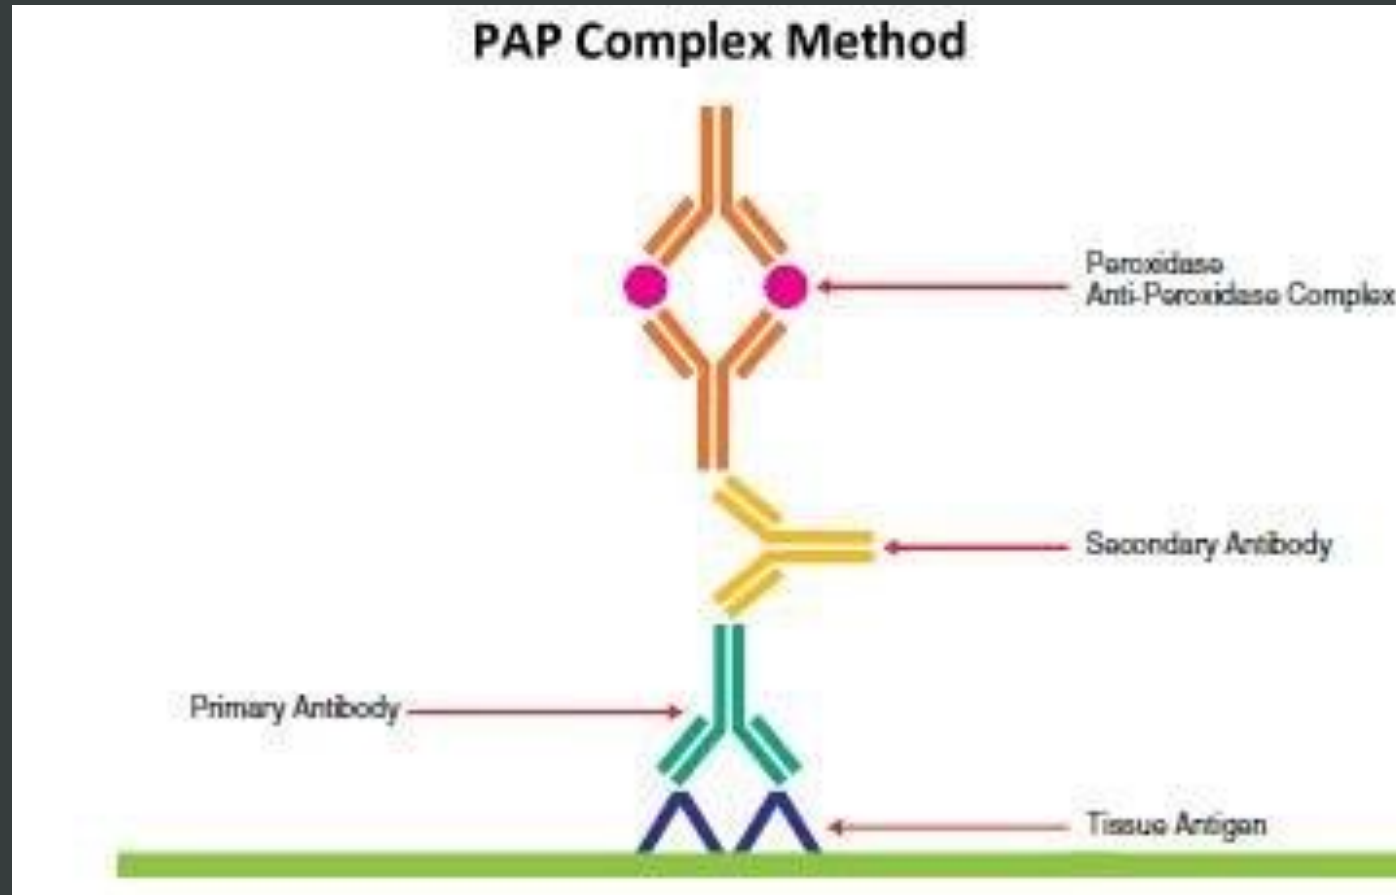 PAP Complex Method
Peroxidase
Anti-Peroxidase Complex
Secondary Antibody
Primary Antibody
Tissue Antigen